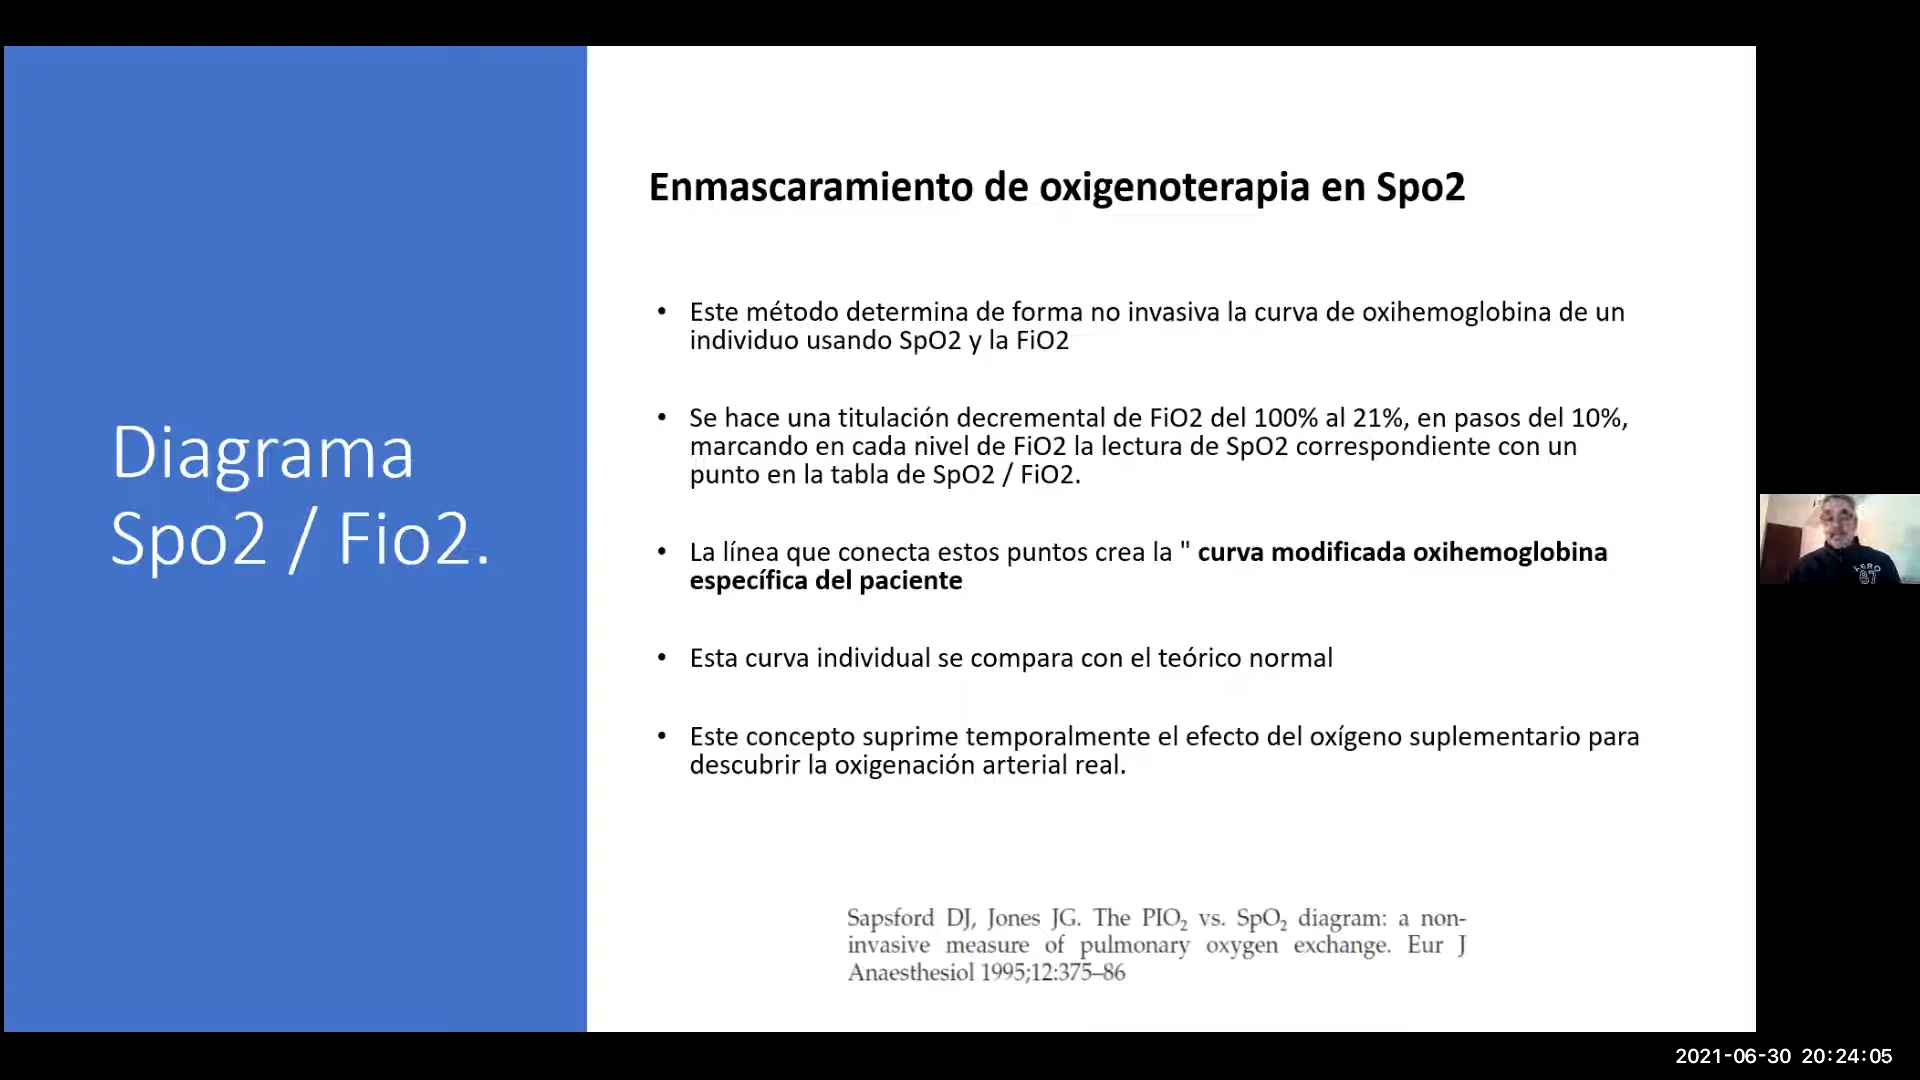 Diagrama
Spo2 / Fio2.
Enmascaramiento de oxigenoterapia en Spo2
• Este método determina de forma no invasiva la curva de oxihemoglobina de un
individuo usando SpO2 y la FiO2
• Se hace una titulación decremental de FiO2 del 100% al 21%, en pasos del 10%,
marcando en cada nivel de FiO2 la lectura de SpO2 correspondiente con un
punto en la tabla de SpO2 / FiO2.
• La línea que conecta estos puntos crea la " curva modificada oxihemoglobina
específica del paciente
• Esta curva individual se compara con el teórico normal
• Este concepto suprime temporalmente el efecto del oxígeno suplementario para
descubrir la oxigenación arterial real.
Sapsford DJ, Jones JG. The PIO₂ vs. SpO₂ diagram: a non-
invasive measure of pulmonary oxygen exchange. Eur J
Anaesthesiol 1995;12:375–86
87
2021-06-30 20:24:05